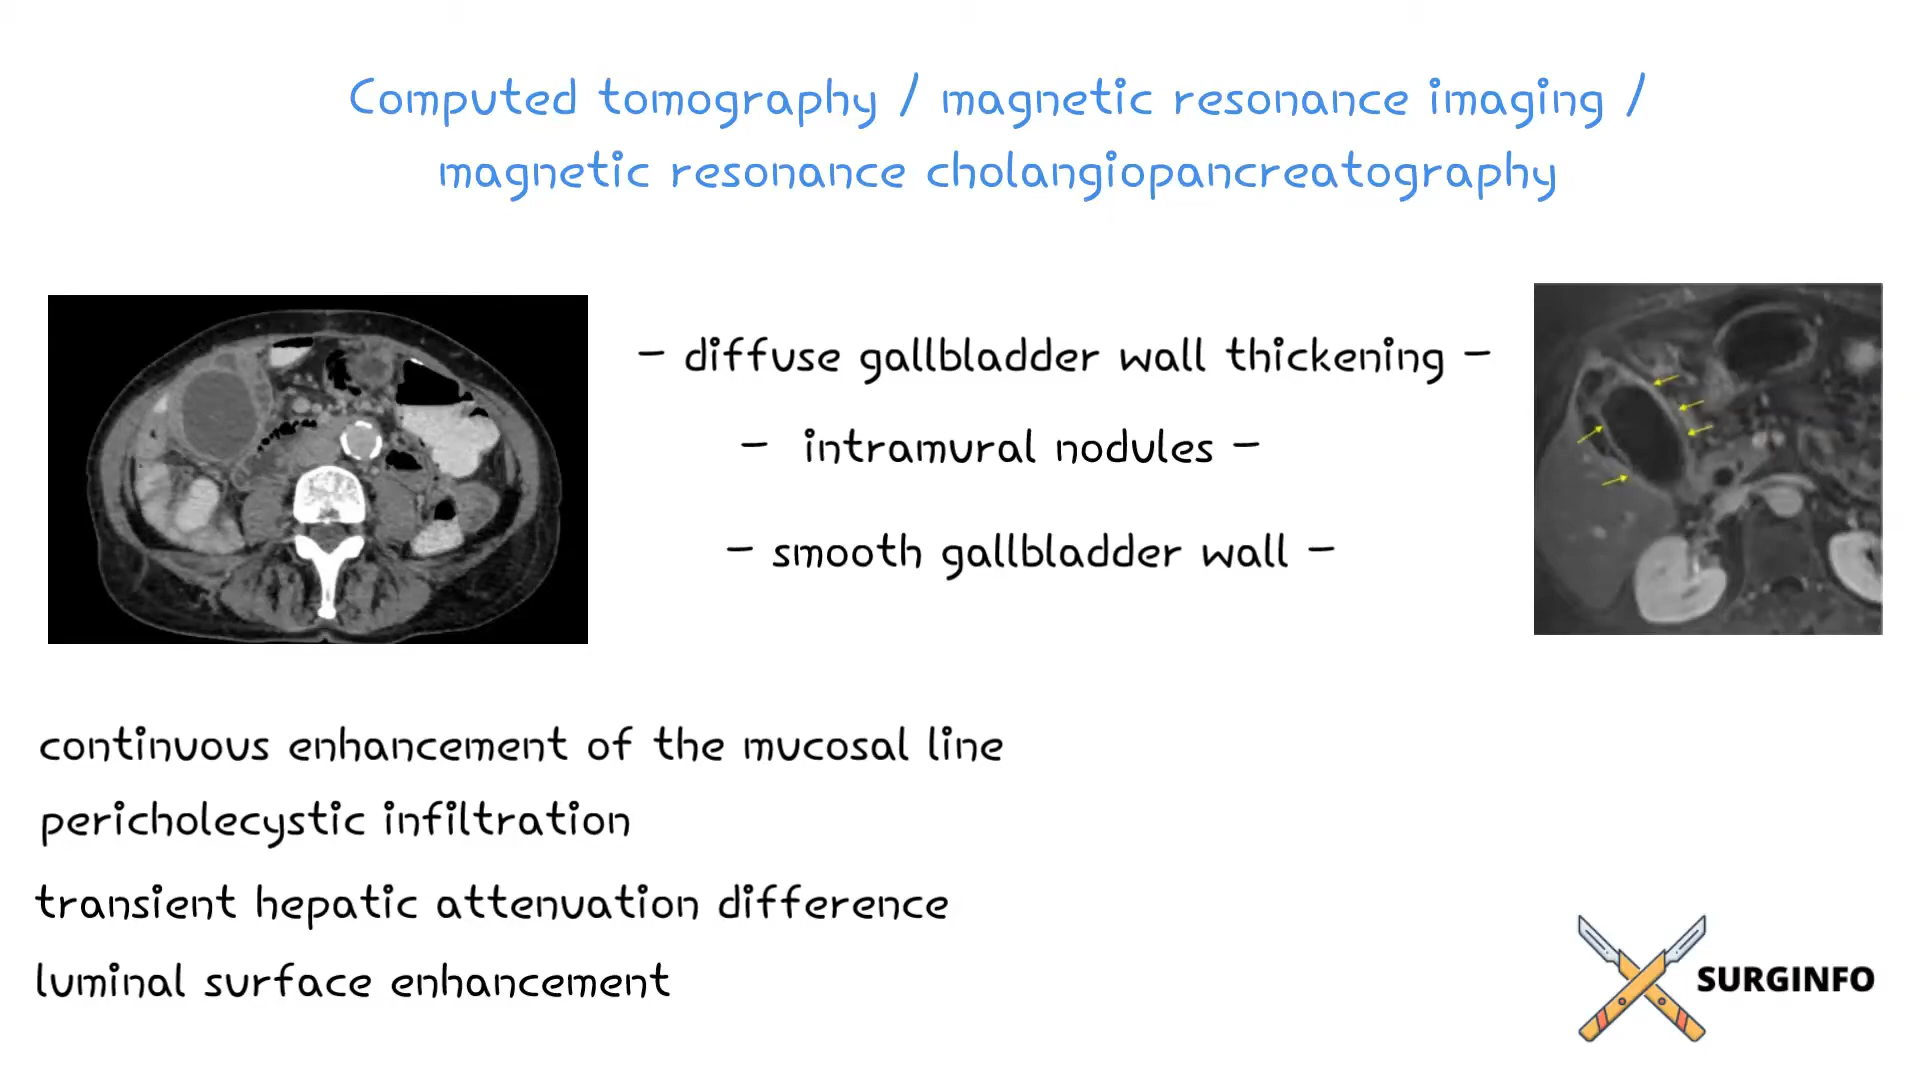 Computed tomography / magnetic resonance imaging /
magnetic resonance cholangiopancreatography
- diffuse gallbladder wall thickening -
- intramural nodules -
- smooth gallbladder wall -
continuous enhancement of the mucosal line
pericholecystic infiltration
transient hepatic attenuation difference
luminal surface enhancement
SURGINFO